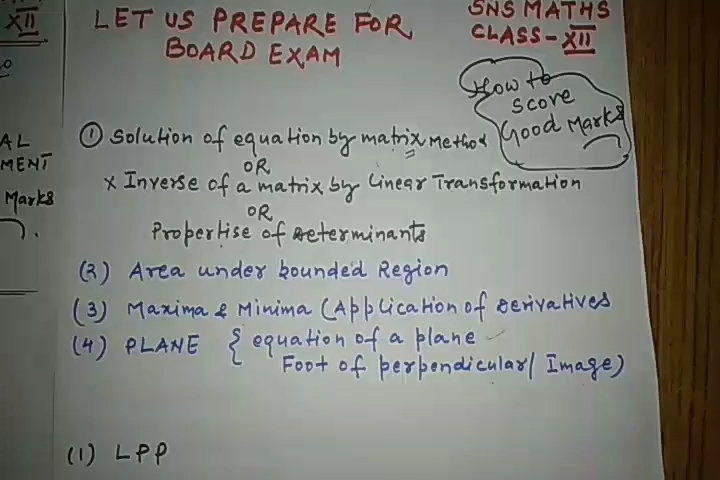 XII
AL
MENT
Marks
LET US PREPARE FOR
BOARD EXAM
SNS MATHS
CLASS - XII
How to
score
Good Marks
(1) Solution of equation by matrix Method
OR
x Inverse of a matrix by Linear Transformation
OR
Propertise of Determinants
(2) Area under bounded Region
(3) Maxima & Minima (Application of Derivatives
(4) PLANE { equation of a plane
Foot of perpendicular/ Image)
(1) LPP